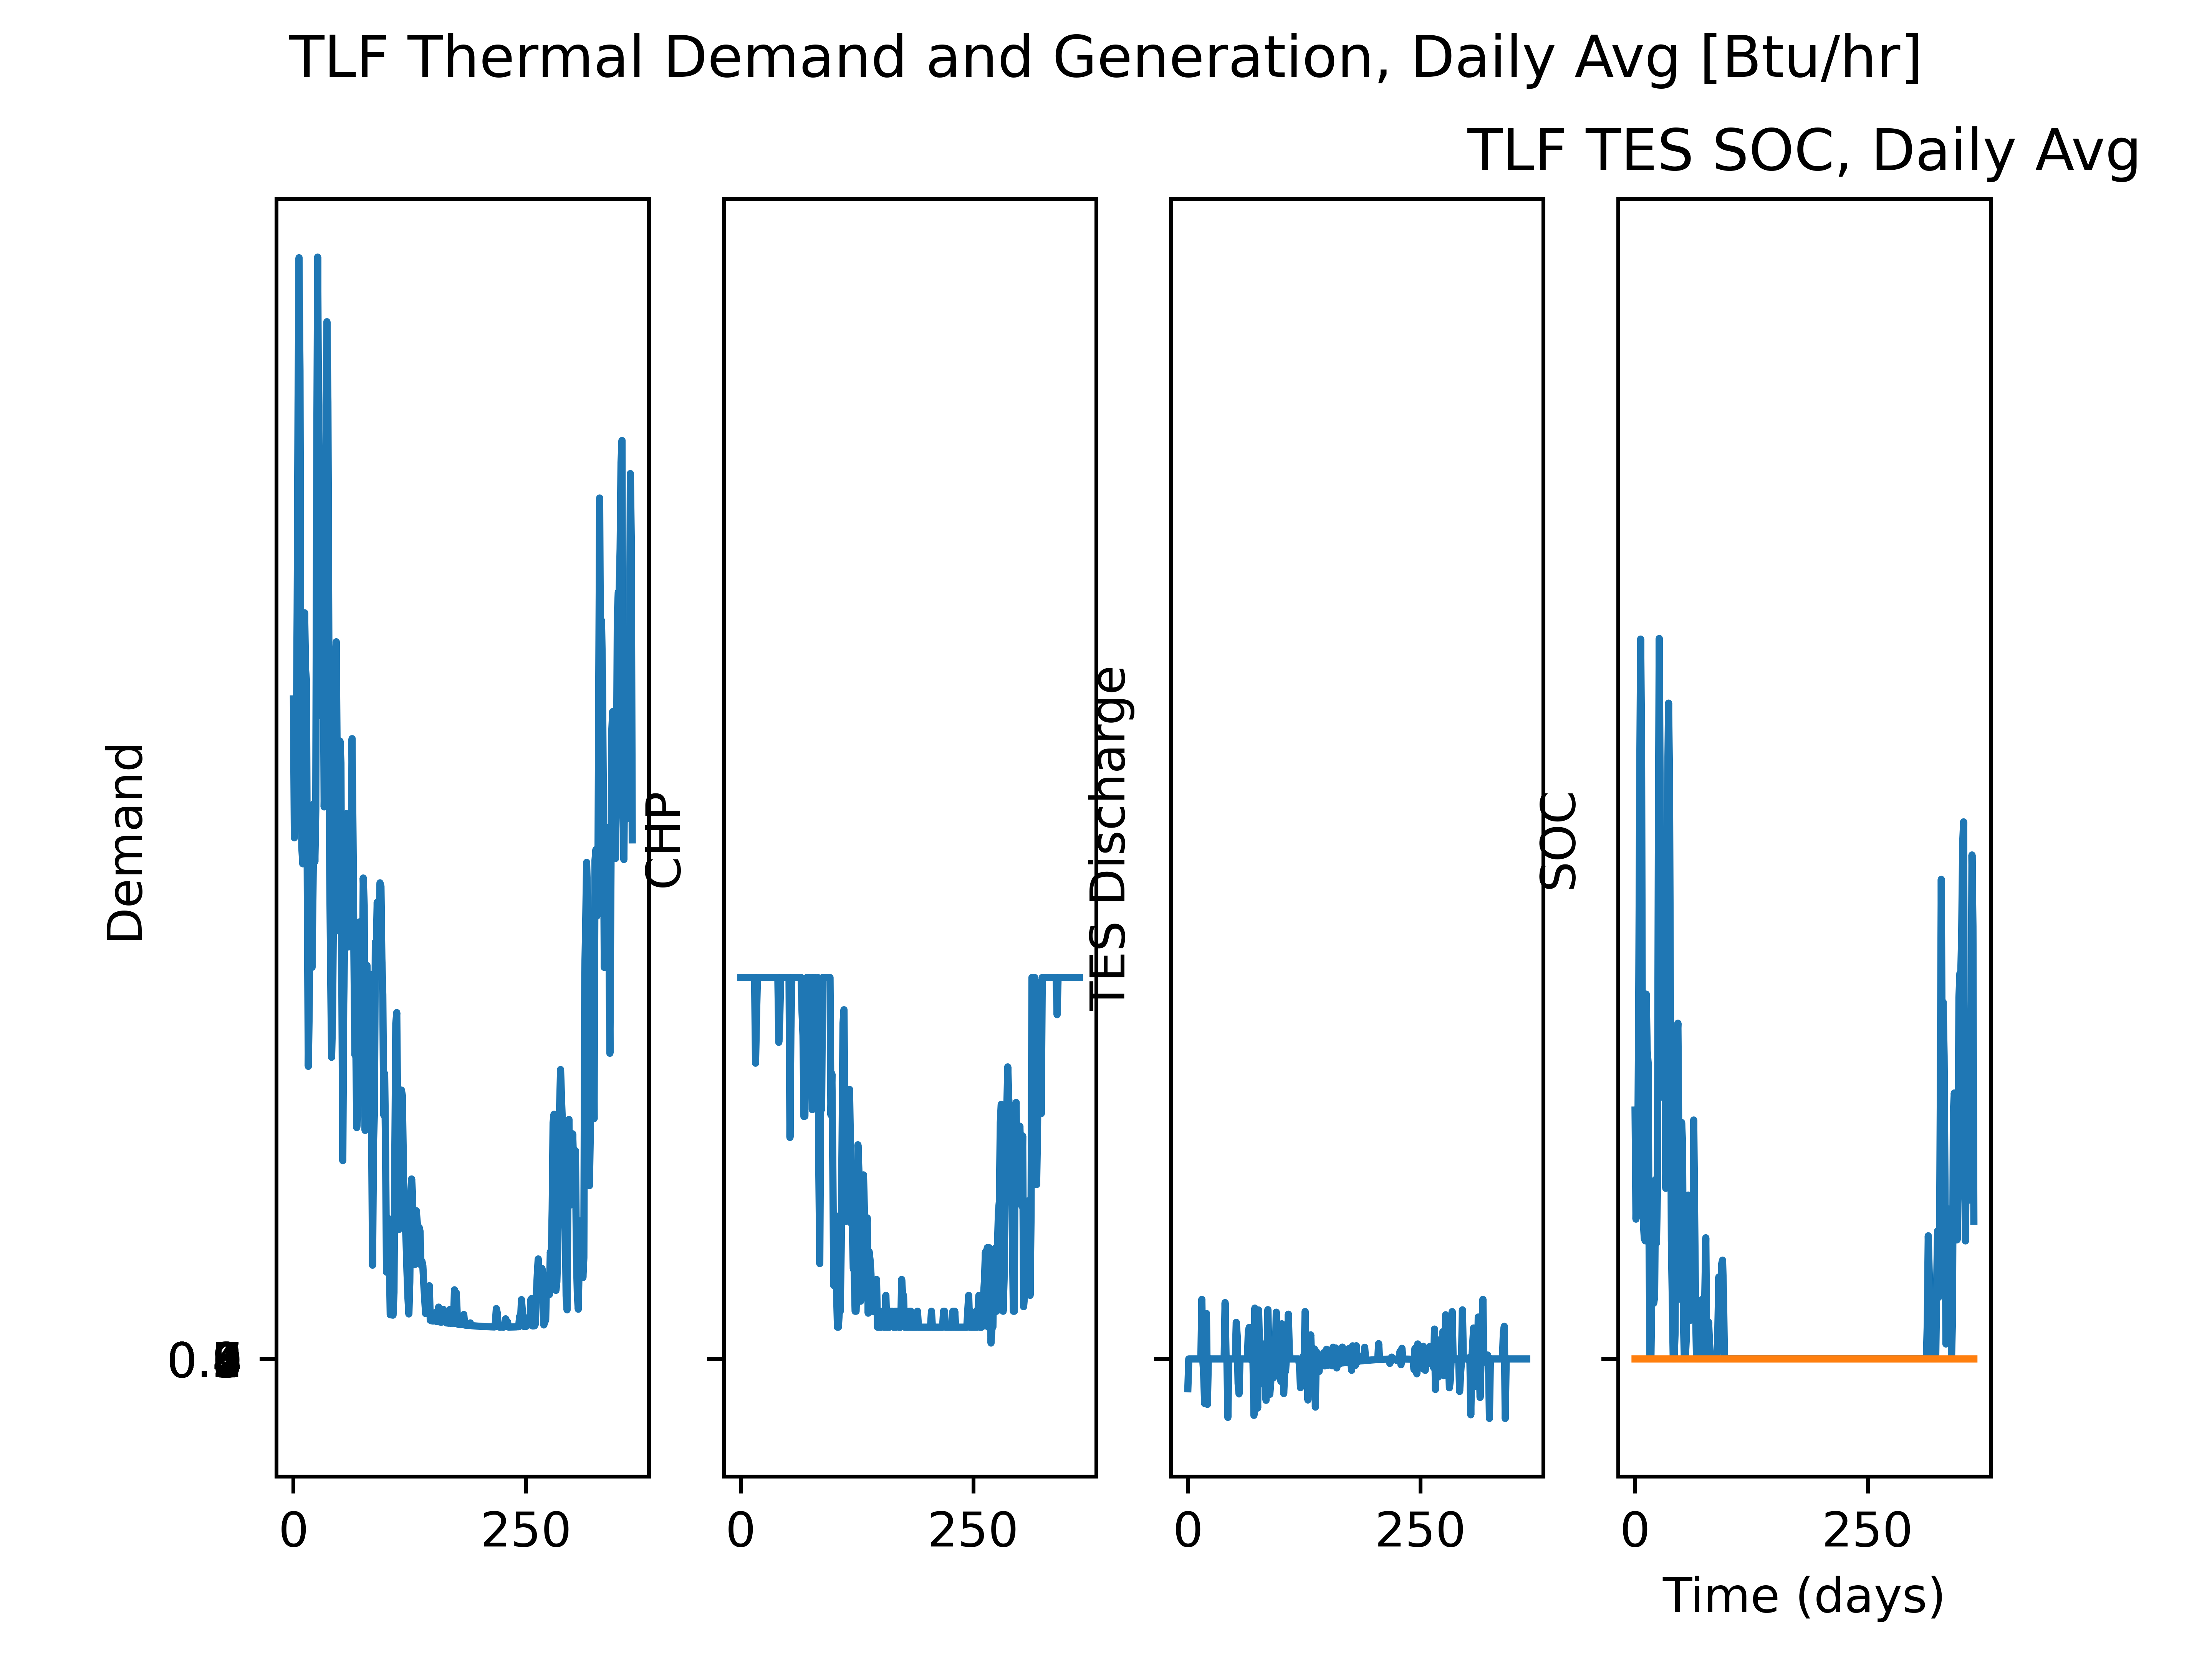 TLF Thermal Demand and Generation, Daily Avg [Btu/hr]
TLF TES SOC, Daily Avg
Demand
CHP
TES Discharge
SOC
0 250 0 250 0 250 0 250
Time (days)